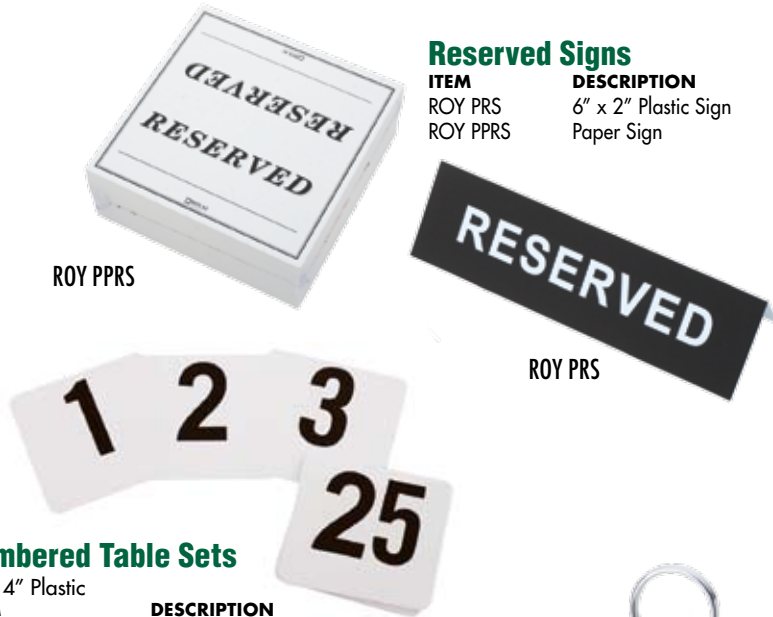 Reserved Signs
ITEM DESCRIPTION
ROY PRS 6” x 2” Plastic Sign
ROY PPRS Paper Sign
RESERVED
RESERVED
ROY PPRS
RESERVED
ROY PRS
1 2 3
25
mbered Table Sets
4” Plastic
DESCRIPTION